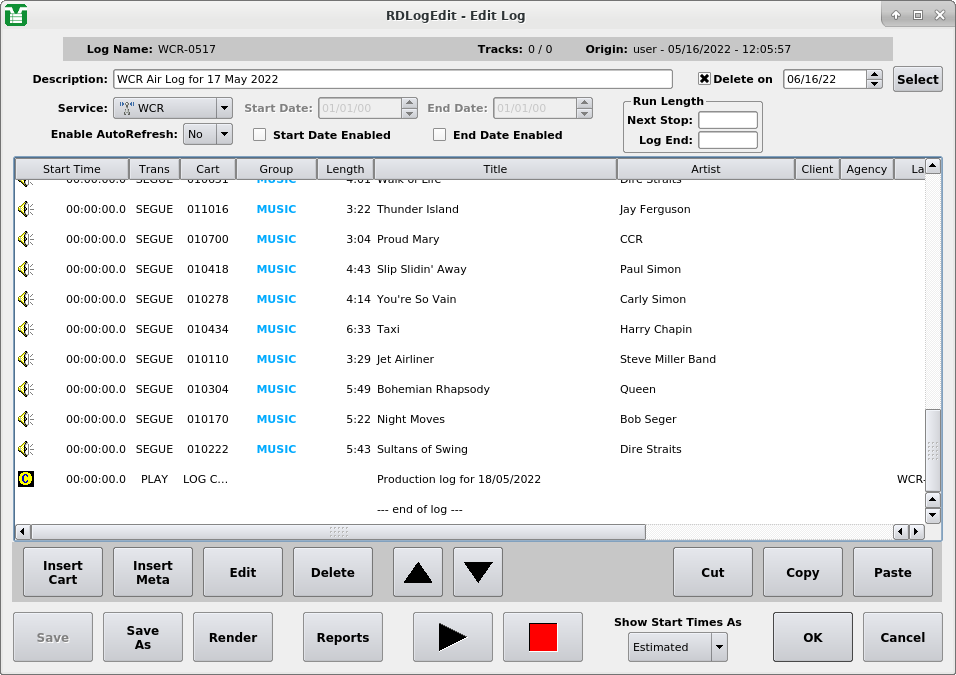 RDLogEdit - Edit Log
Log Name: WCR-0517 Tracks: 0 / 0 Origin: user - 05/16/2022 - 12:05:57
Description: WCR Air Log for 17 May 2022 Delete on 06/16/22 Select
Service: WCR Start Date: 01/01/00 End Date: 01/01/00 Run Length
Next Stop:
Enable AutoRefresh: No Start Date Enabled End Date Enabled
Log End:
Start Time Trans Cart Group Length Title Artist Client Agency La
MUSIC 4:01 Walk of Life Dire Straits
00:00:00.0 SEGUE 011016 MUSIC 3:22 Thunder Island Jay Ferguson
00:00:00.0 SEGUE 010700 MUSIC 3:04 Proud Mary CCR
00:00:00.0 SEGUE 010418 MUSIC 4:43 Slip Slidin' Away Paul Simon
00:00:00.0 SEGUE 010278 MUSIC 4:14 You're So Vain Carly Simon
00:00:00.0 SEGUE 010434 MUSIC 6:33 Taxi Harry Chapin
00:00:00.0 SEGUE 010110 MUSIC 3:29 Jet Airliner Steve Miller Band
00:00:00.0 SEGUE 010304 MUSIC 5:49 Bohemian Rhapsody Queen
00:00:00.0 SEGUE 010170 MUSIC 5:22 Night Moves Bob Seger
00:00:00.0 SEGUE 010222 MUSIC 5:43 Sultans of Swing Dire Straits
C 00:00:00.0 PLAY LOG C... Production log for 18/05/2022 WCR-
--- end of log ---
Insert Cart Insert Meta Edit Delete Cut Copy Paste
Save Save As Render Reports Show Start Times As Estimated OK Cancel